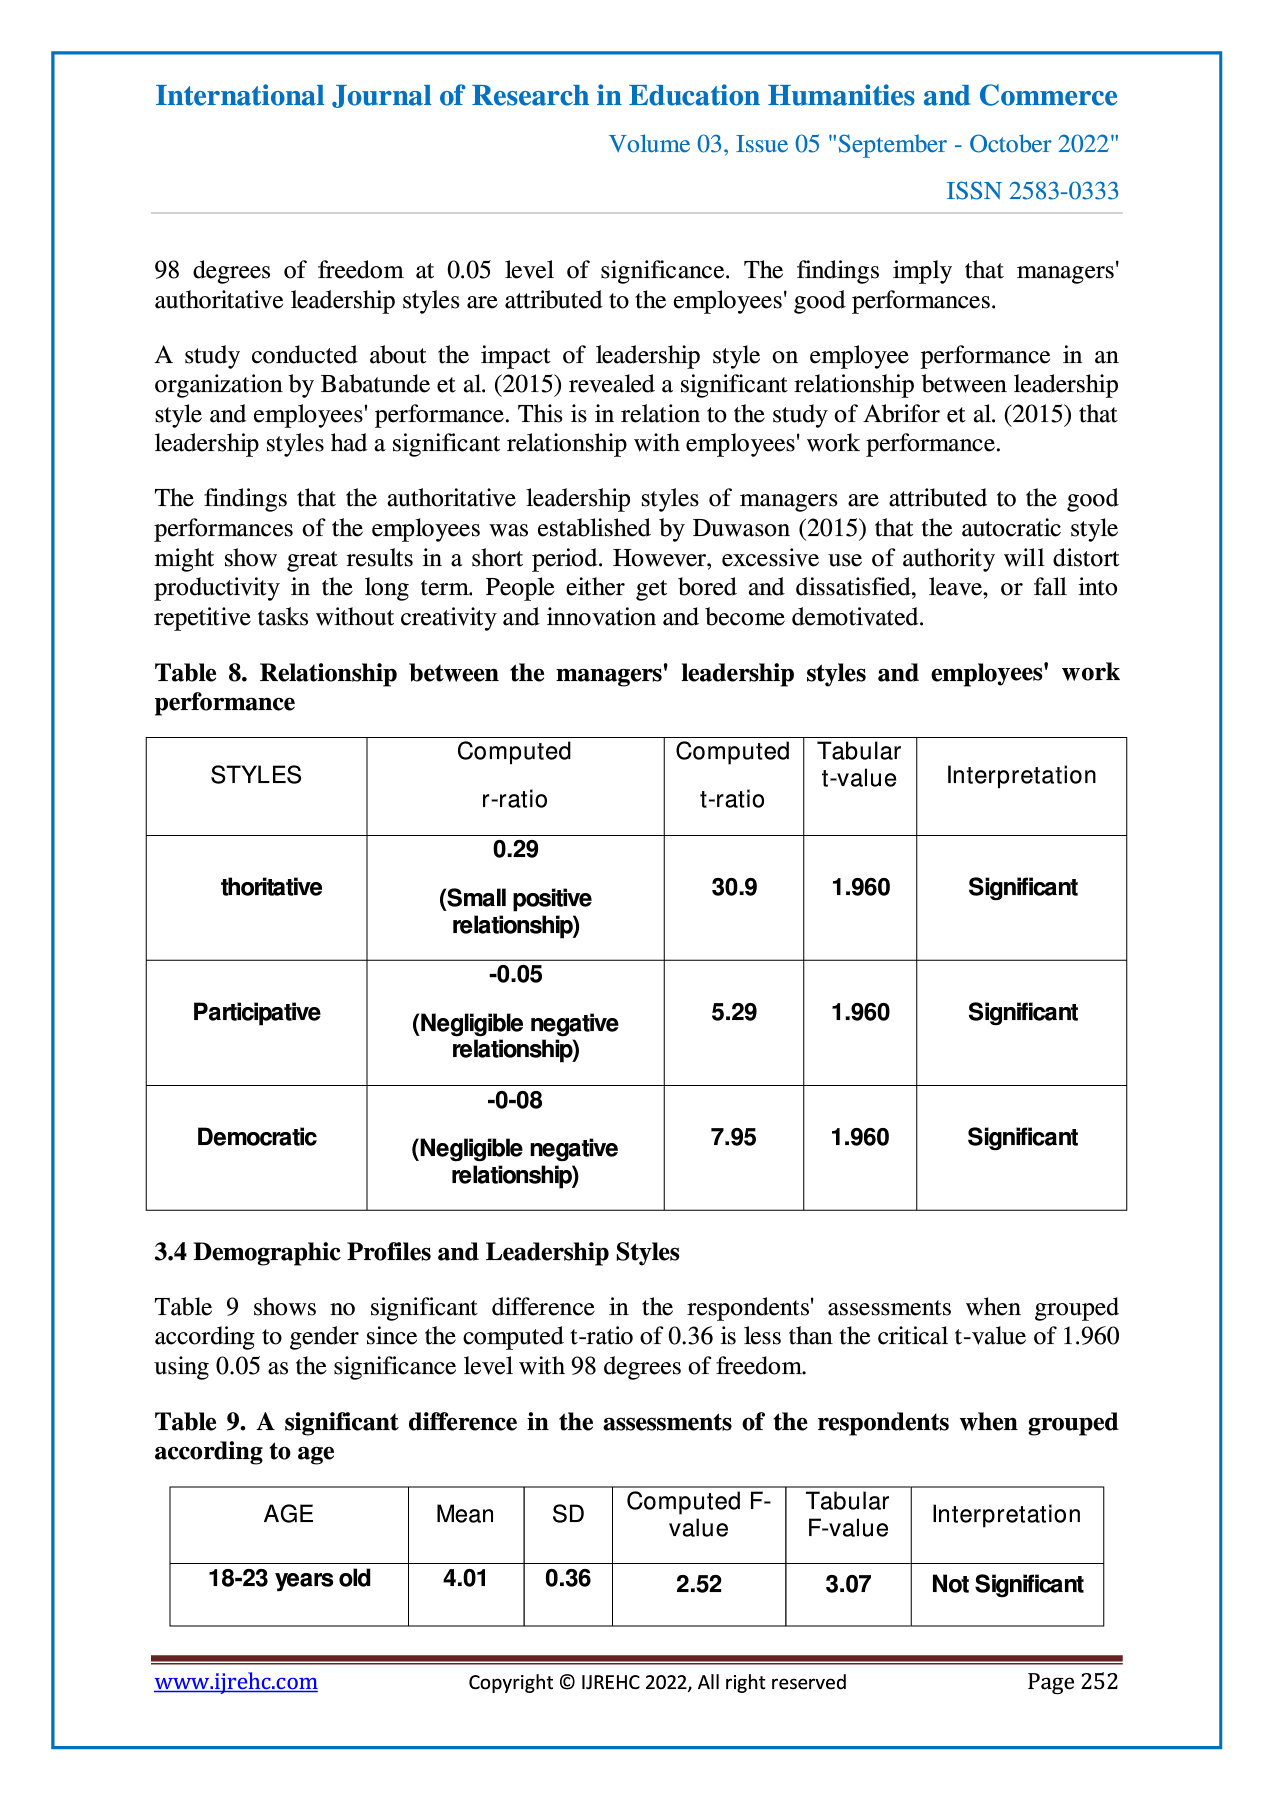 International Journal of Research in Education Humanities and Commerce
Volume 03, Issue 05 "September - October 2022"
ISSN 2583-0333
98 degrees of freedom at 0.05 level of significance. The findings imply that managers'
authoritative leadership styles are attributed to the employees' good performances.
A study conducted about the impact of leadership style on employee performance in an
organization by Babatunde et al. (2015) revealed a significant relationship between leadership
style and employees' performance. This is in relation to the study of Abrifor et al. (2015) that
leadership styles had a significant relationship with employees' work performance.
The findings that the authoritative leadership styles of managers are attributed to the good
performances of the employees was established by Duwason (2015) that the autocratic style
might show great results in a short period. However, excessive use of authority will distort
productivity in the long term. People either get bored and dissatisfied, leave, or fall into
repetitive tasks without creativity and innovation and become demotivated.
Table 8. Relationship between the managers' leadership styles and employees' work
performance
STYLES
Computed
r-ratio
Computed
t-ratio
Tabular
t-value
Interpretation
thoritative
0.29
(Small positive
relationship)
30.9
1.960
Significant
Participative
-0.05
(Negligible negative
relationship)
5.29
1.960
Significant
Democratic
-0-08
(Negligible negative
relationship)
7.95
1.960
Significant
3.4 Demographic Profiles and Leadership Styles
Table 9 shows no significant difference in the respondents' assessments when grouped
according to gender since the computed t-ratio of 0.36 is less than the critical t-value of 1.960
using 0.05 as the significance level with 98 degrees of freedom.
Table 9. A significant difference in the assessments of the respondents when grouped
according to age
AGE
Mean
SD
Computed F-
value
Tabular
F-value
Interpretation
18-23 years old
4.01
0.36
2.52
3.07
Not Significant
www.ijrehc.com
Copyright © IJREHC 2022, All right reserved
Page 252